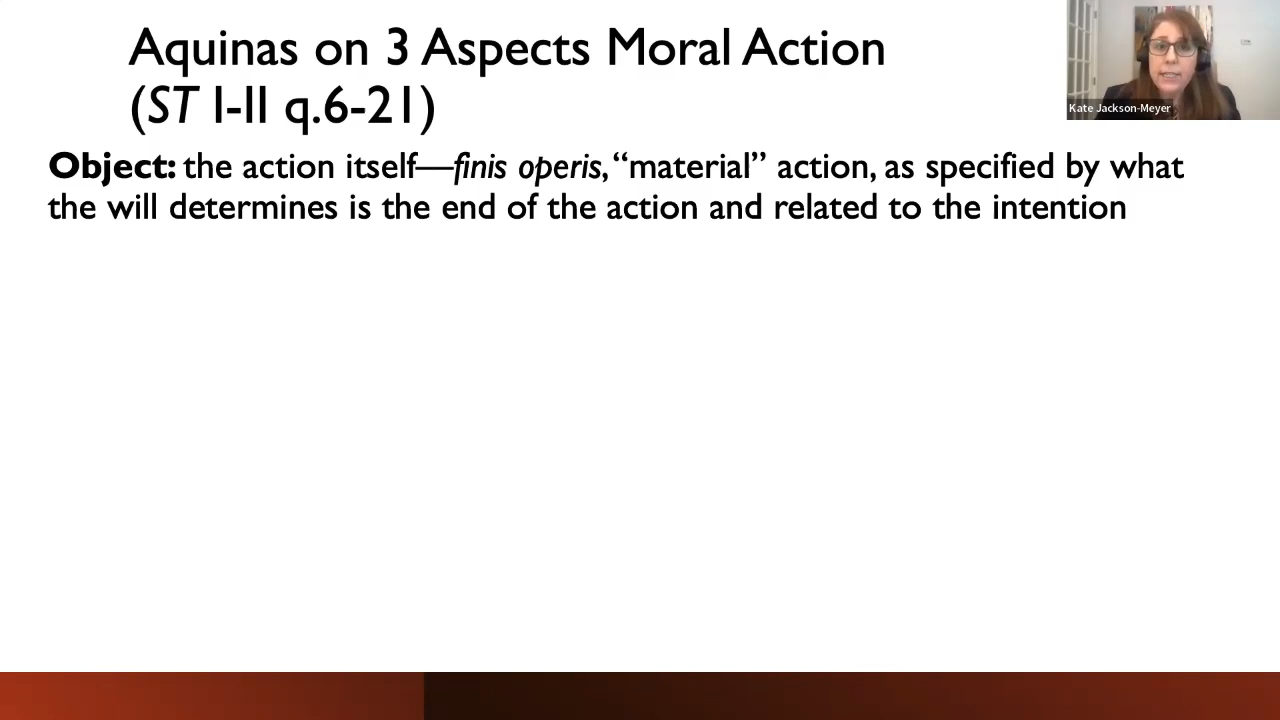 Aquinas on 3 Aspects Moral Action
(ST I-II q.6-21)
Kate Jackson-Meyer
Object: the action itself—finis operis, “material” action, as specified by what
the will determines is the end of the action and related to the intention